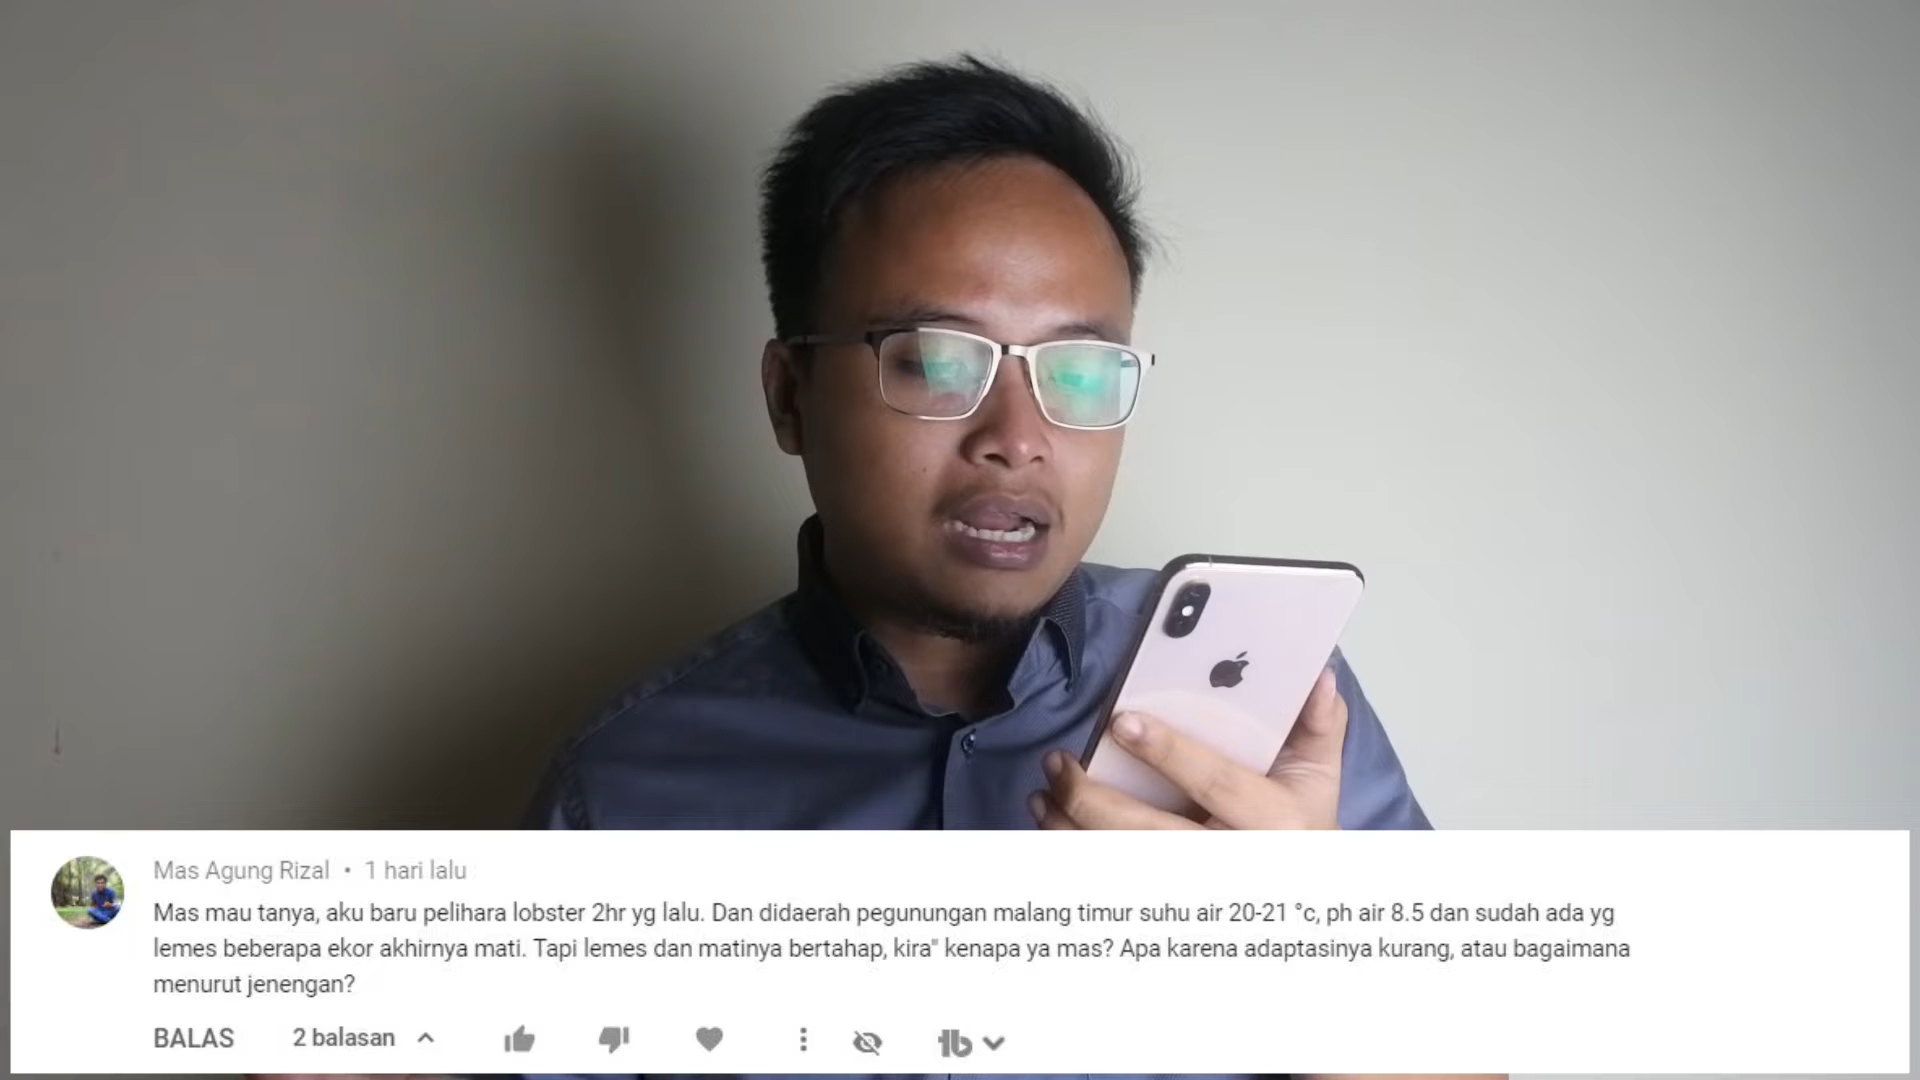 Mas Agung Rizal • 1 hari lalu
Mas mau tanya, aku baru pelihara lobster 2hr yg lalu. Dan didaerah pegunungan malang timur suhu air 20-21 °c, ph air 8.5 dan sudah ada yg
lemes beberapa ekor akhirnya mati. Tapi lemes dan matinya bertahap, kira" kenapa ya mas? Apa karena adaptasinya kurang, atau bagaimana
menurut jenengan?
BALAS 2 balasan